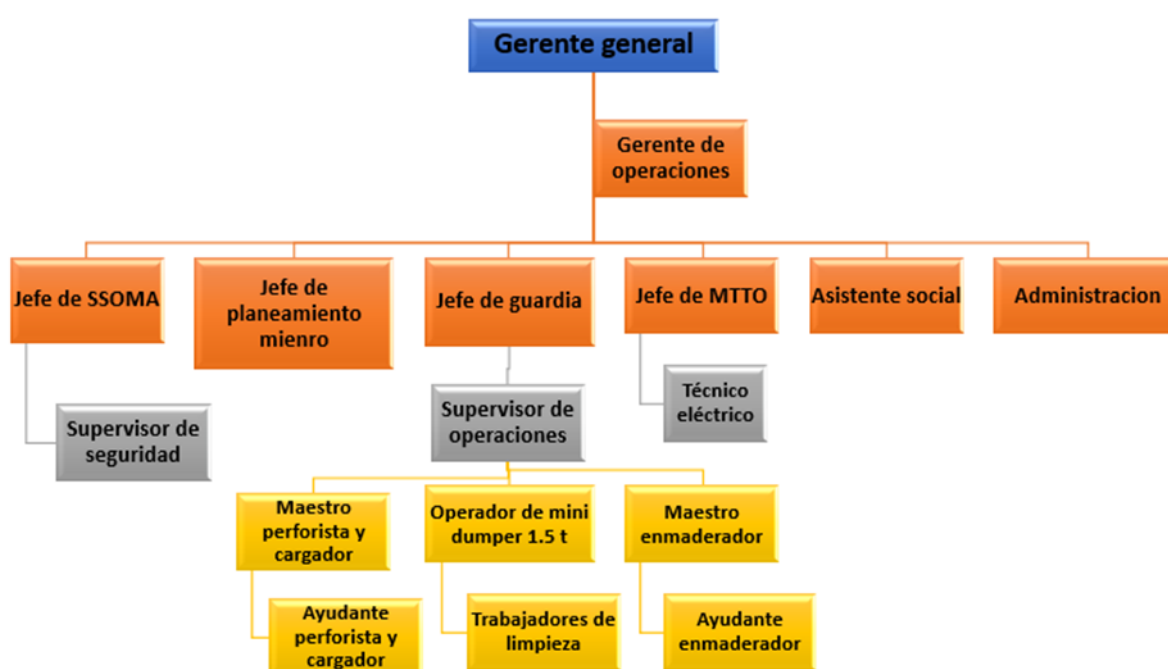 Gerente general
Gerente de
operaciones
Jefe de SSOMA
Jefe de
planeamiento
mienro
Jefe de guardia
Jefe de MTTO
Asistente social
Administracion
Supervisor de
seguridad
Supervisor de
operaciones
Técnico
eléctrico
Maestro
perforista y
cargador
Operador de mini
dumper 1.5 t
Maestro
enmaderador
Ayudante
perforista y
cargador
Trabajadores de
limpieza
Ayudante
enmaderador